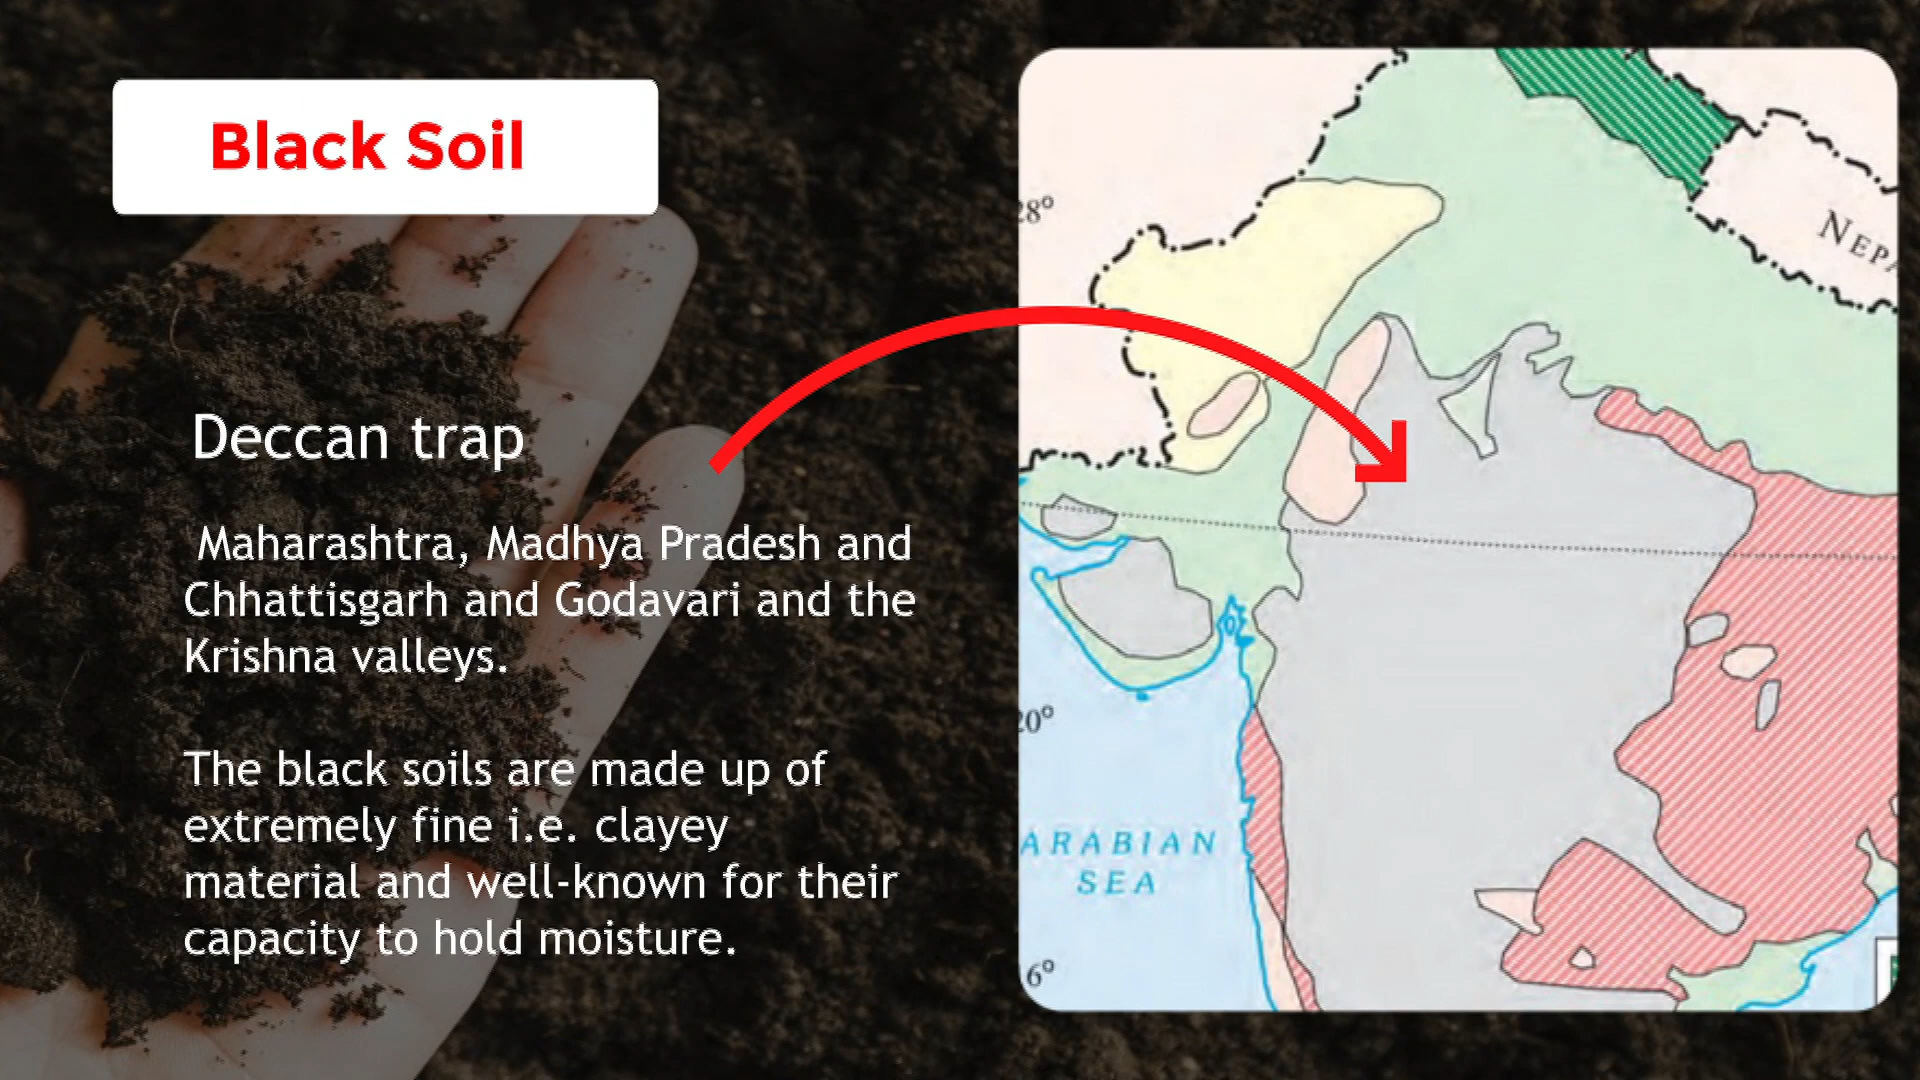 Black Soil
Deccan trap
Maharashtra, Madhya Pradesh and
Chhattisgarh and Godavari and the
Krishna valleys.
The black soils are made up of
extremely fine i.e. clayey
material and well-known for their
capacity to hold moisture.
28°
NEPA
20°
ARABIAN
SEA
6°